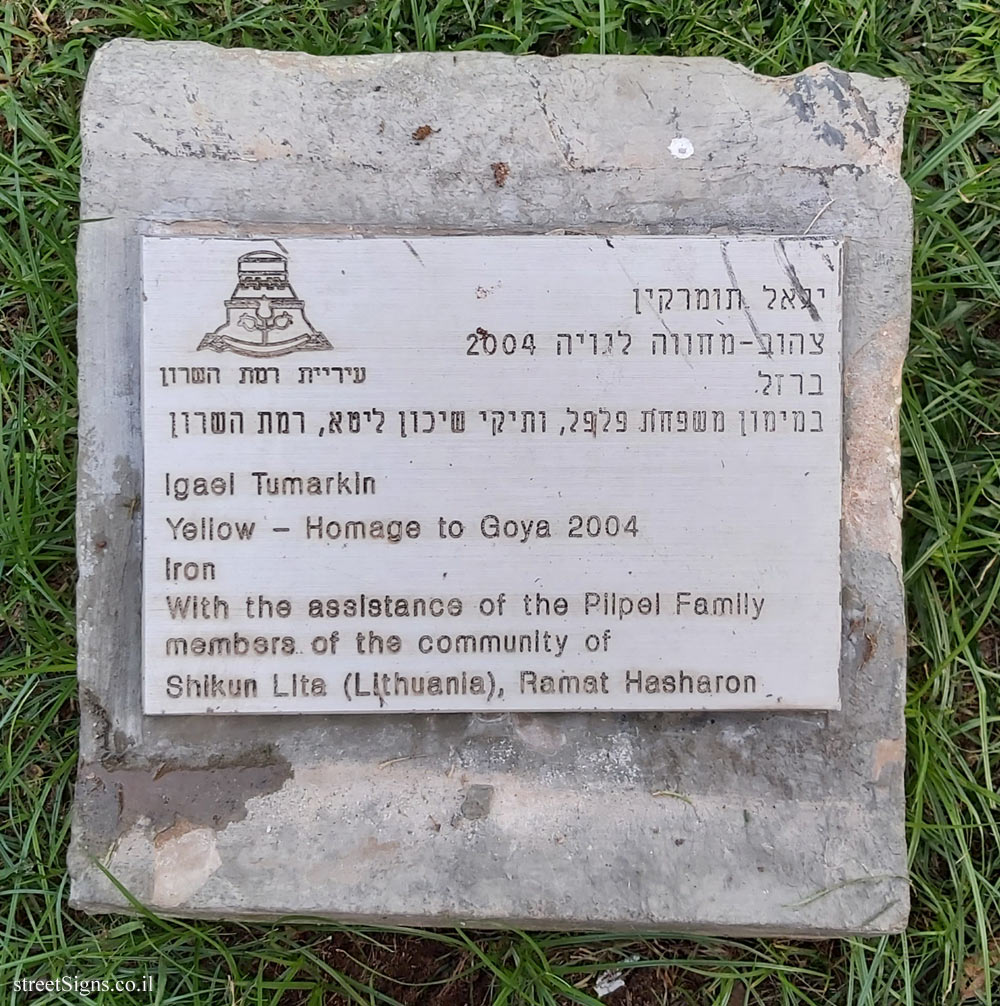 עיריית רמת השרון
יגאל תומרקין
צהוב-מחווה לגויה 2004
ברזל
במימון משפחת פלפל, ותיקי שיכון ליטא, רמת השרון
Igael Tumarkin
Yellow – Homage to Goya 2004
Iron
With the assistance of the Pilpel Family
members of the community of
Shikun Lita (Lithuania), Ramat Hasharon
streetSigns.co.il